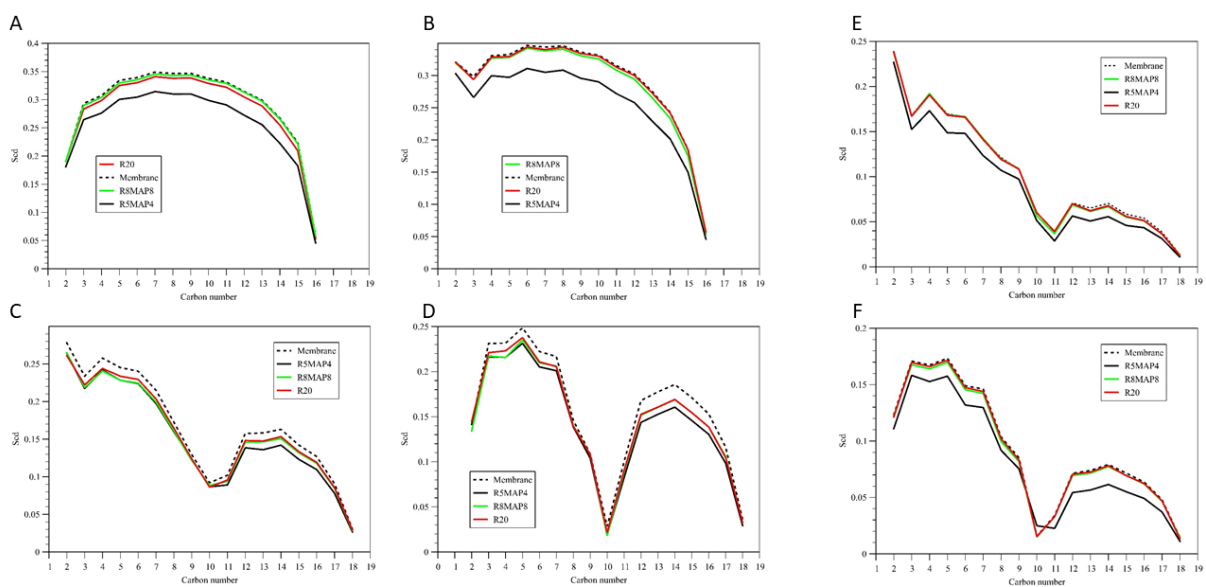 A
0.4
0.35
0.3
0.25
0.2
0.15
0.1
0.05
0
Scd
R20
Membrane
R8MAP8
R5MAP4
1 2 3 4 5 6 7 8 9 10 11 12 13 14 15 16 17 18 19
Carbon number
B
0.3
0.2
0.1
0
Scd
R8MAP8
Membrane
R20
R5MAP4
1 2 3 4 5 6 7 8 9 10 11 12 13 14 15 16 17 18 19
Carbon number
E
0.25
0.2
0.15
0.1
0.05
0
Scd
Membrane
R8MAP8
R5MAP4
R20
1 2 3 4 5 6 7 8 9 10 11 12 13 14 15 16 17 18 19
Carbon number
C
0.25
0.2
0.15
0.1
0.05
0
Scd
Membrane
R5MAP4
R8MAP8
R20
1 2 3 4 5 6 7 8 9 10 11 12 13 14 15 16 17 18 19
Carbon number
D
0.25
0.2
0.15
0.1
0.05
0
Scd
Membrane
R5MAP4
R8MAP8
R20
0 1 2 3 4 5 6 7 8 9 10 11 12 13 14 15 16 17 18 19
Carbon number
F
0.2
0.15
0.1
0.05
0
Scd
Membrane
R5MAP4
R8MAP8
R20
1 2 3 4 5 6 7 8 9 10 11 12 13 14 15 16 17 18 19
Carbon number